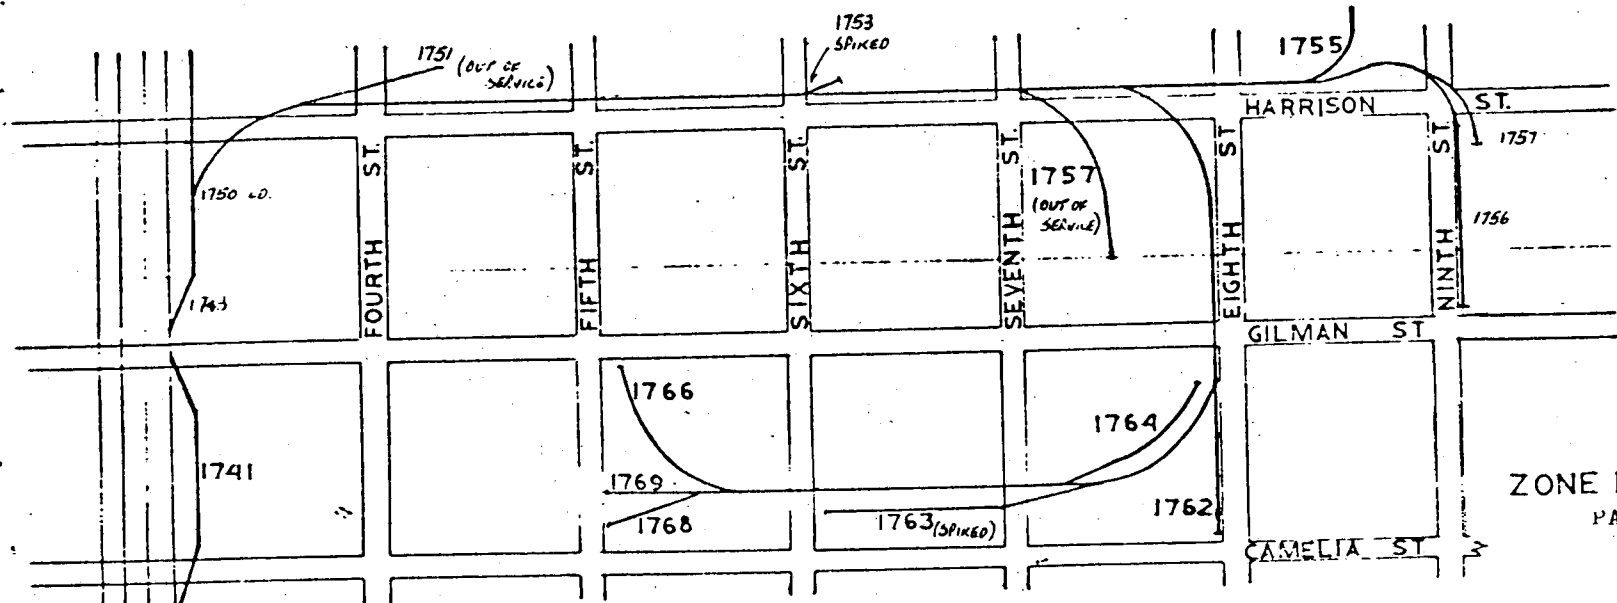 1753
SPIKED
1751 (OUT OF
SERVICE)
1755
HARRISON ST.
1757
1750 LD.
1757
(OUT OF
SERVICE)
1756
FOURTH ST.
FIFTH ST.
SIXTH ST.
SEVENTH ST.
EIGHTH ST
NINTH ST.
GILMAN ST
1766
1764
1741
1769
1768
1763 (SPIKED)
1762
ZONE
PA
CAMELIA ST